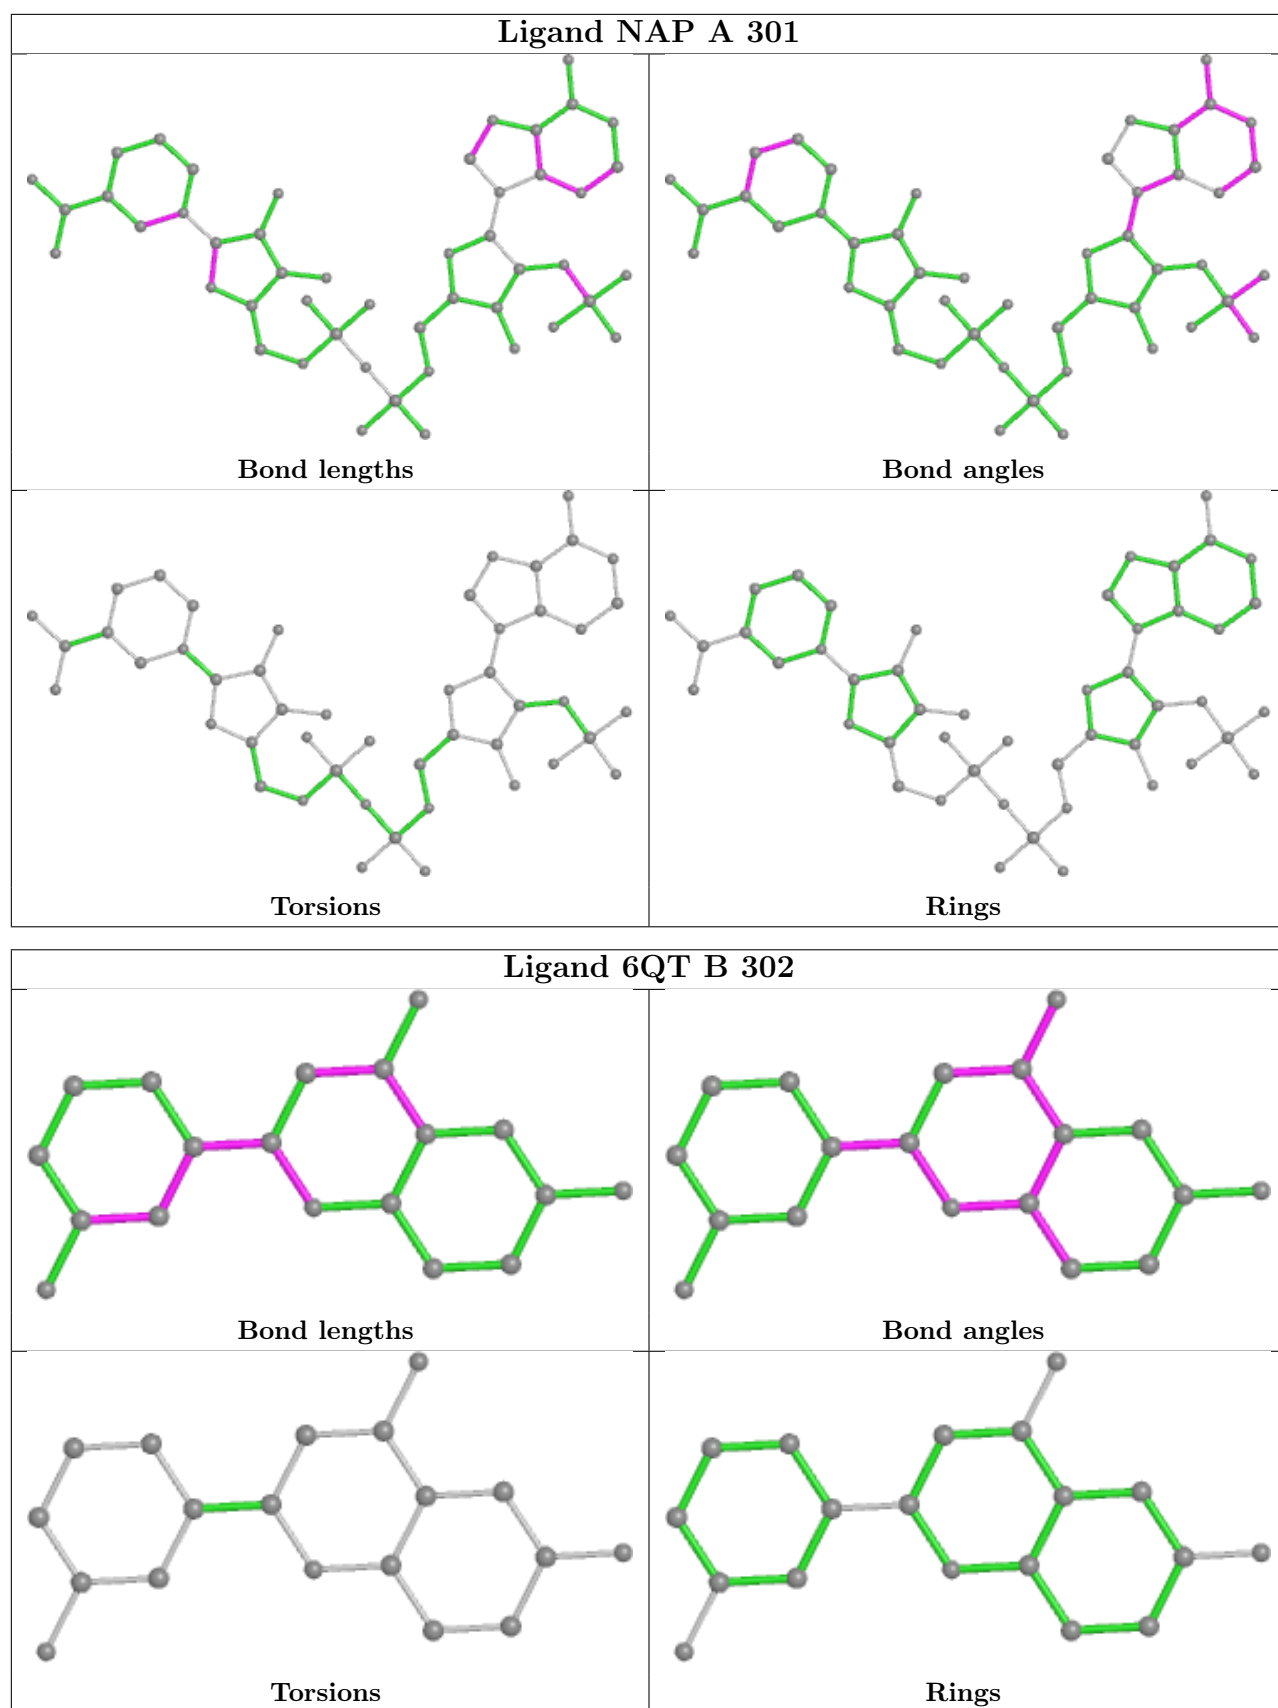 Ligand NAP A 301
Bond lengths
Bond angles
Torsions
Rings
Ligand 6QT B 302
Bond lengths
Bond angles
Torsions
Rings